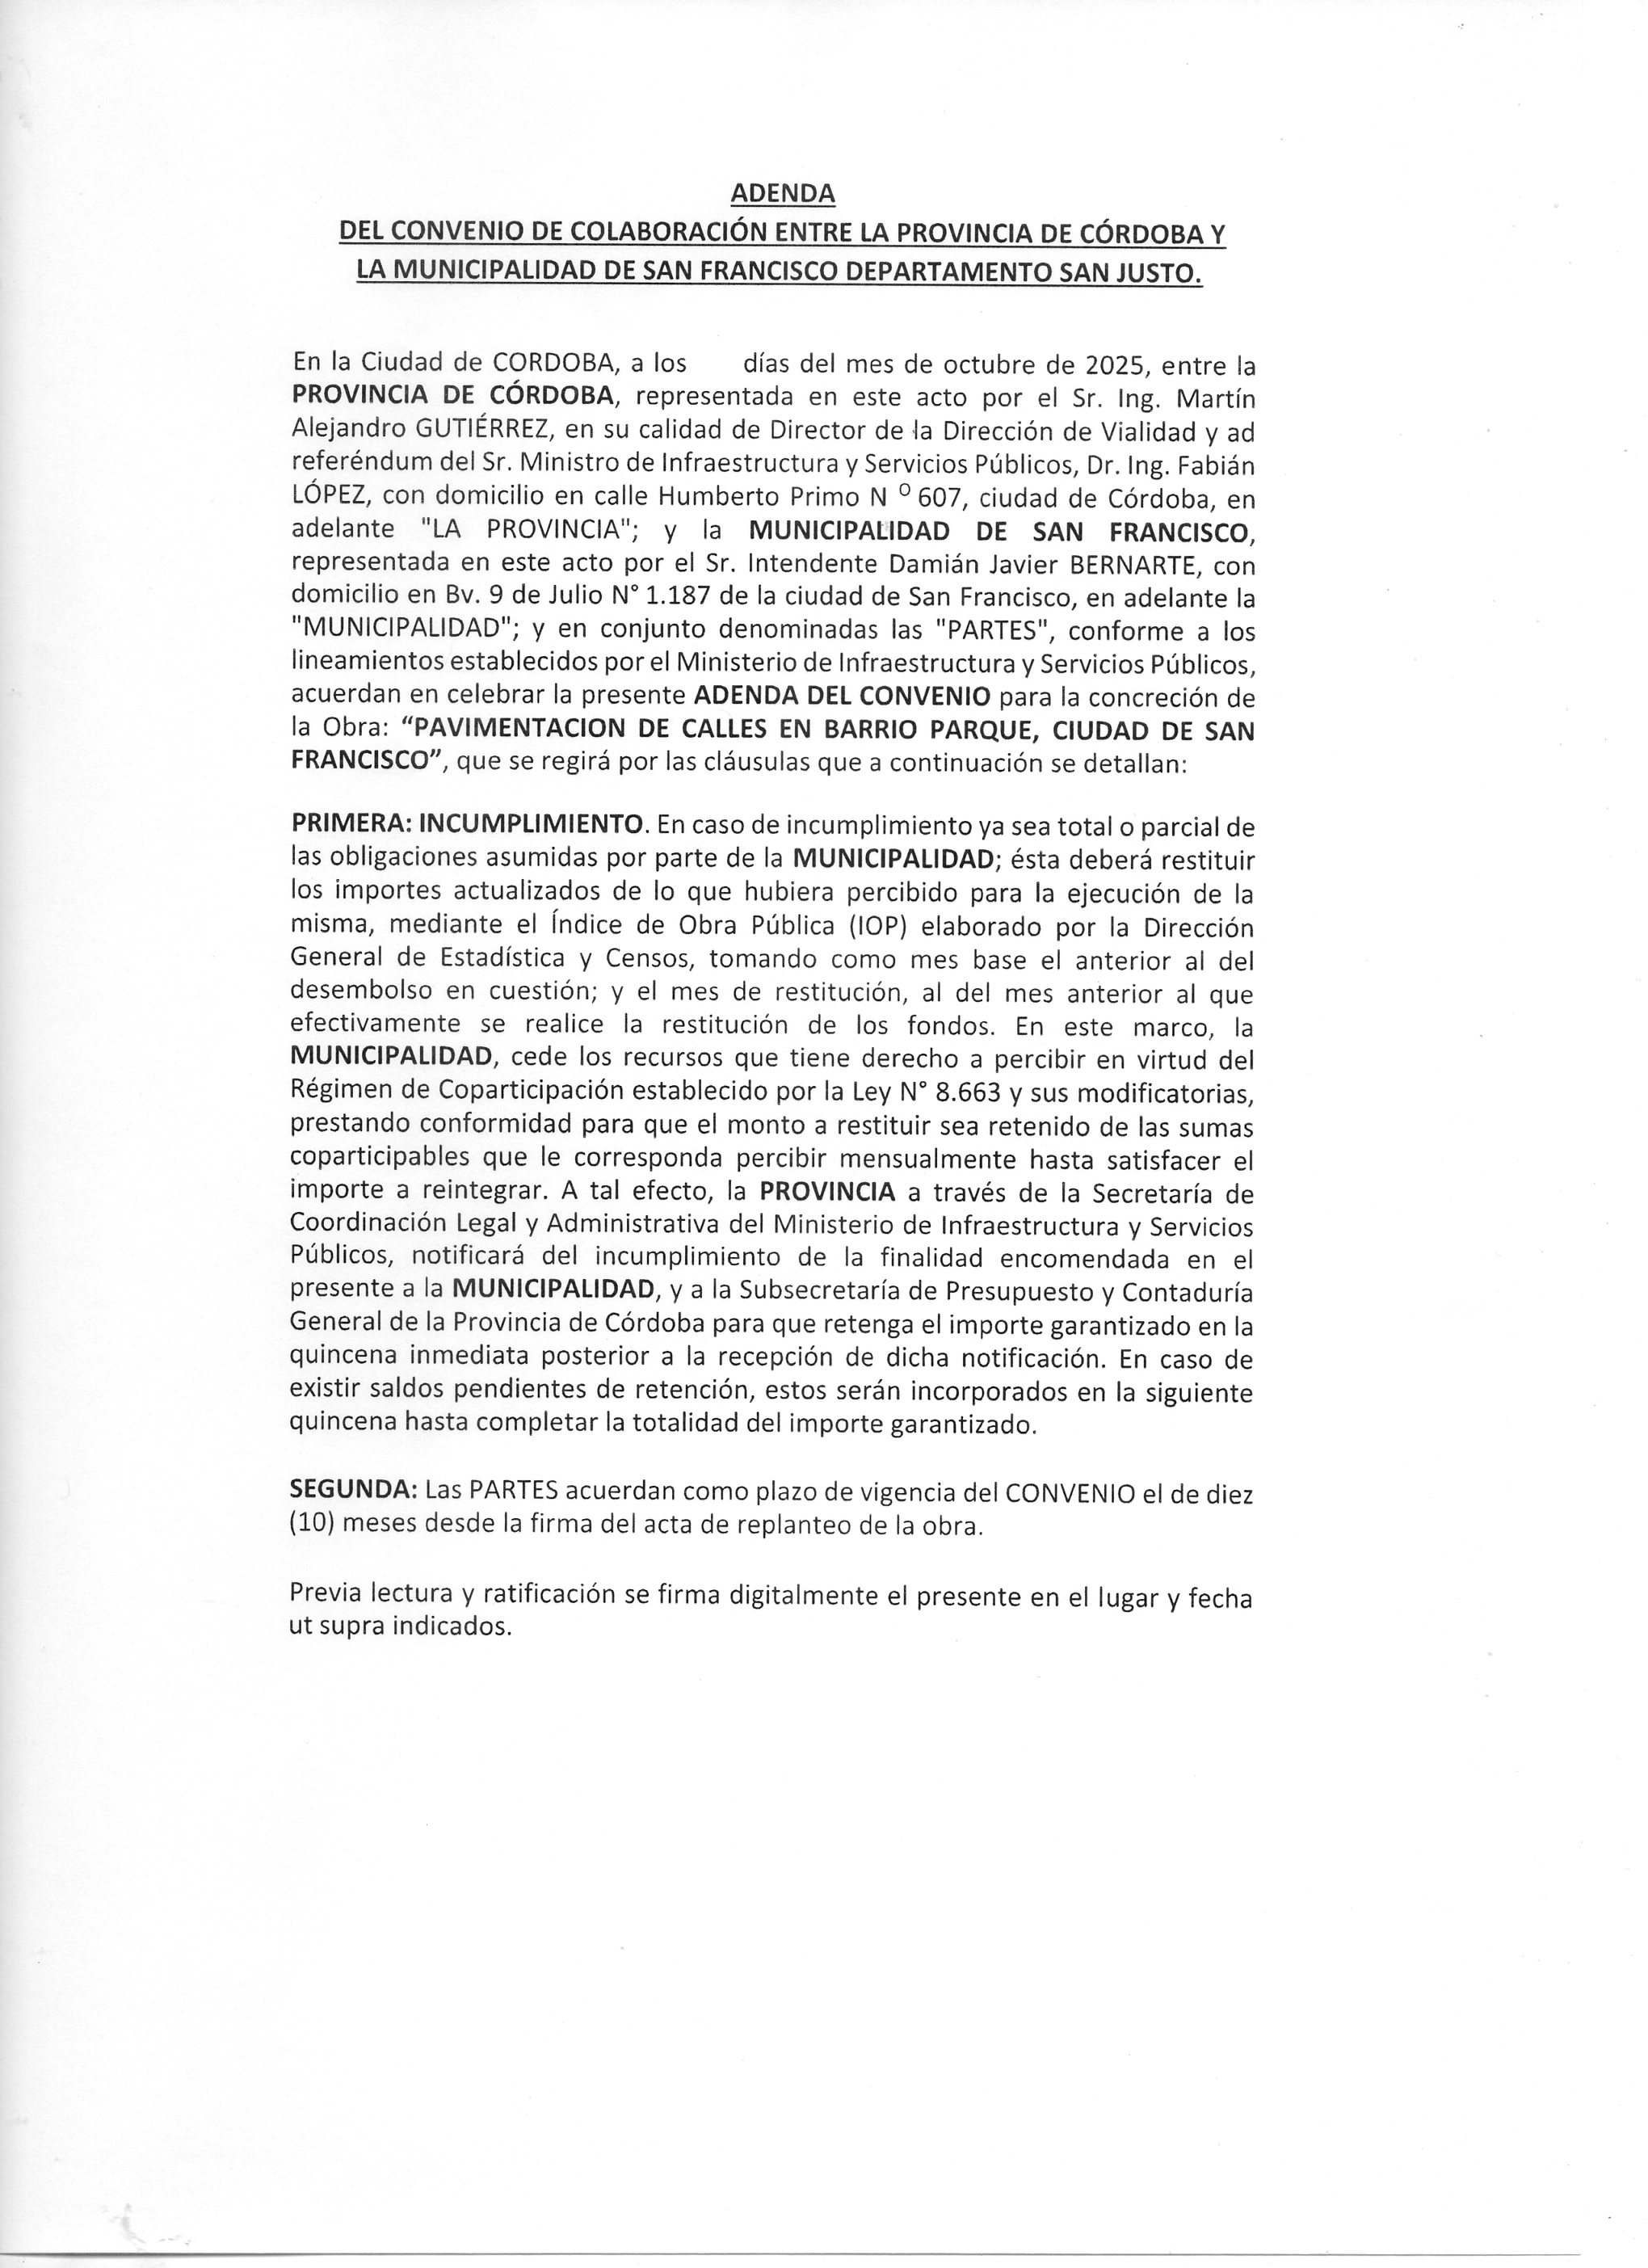 ADENDA
DEL CONVENIO DE COLABORACIÓN ENTRE LA PROVINCIA DE CÓRDOBA Y
LA MUNICIPALIDAD DE SAN FRANCISCO DEPARTAMENTO SAN JUSTO.
En la Ciudad de CORDOBA, a los días del mes de octubre de 2025, entre la
PROVINCIA DE CÓRDOBA, representada en este acto por el Sr. Ing. Martín
Alejandro GUTIÉRREZ, en su calidad de Director de la Dirección de Vialidad y ad
referéndum del Sr. Ministro de Infraestructura y Servicios Públicos, Dr. Ing. Fabián
LÓPEZ, con domicilio en calle Humberto Primo N º 607, ciudad de Córdoba, en
adelante "LA PROVINCIA"; y la MUNICIPALIDAD DE SAN FRANCISCO,
representada en este acto por el Sr. Intendente Damián Javier BERNARTE, con
domicilio en Bv. 9 de Julio N° 1.187 de la ciudad de San Francisco, en adelante la
"MUNICIPALIDAD"; y en conjunto denominadas las "PARTES", conforme a los
lineamientos establecidos por el Ministerio de Infraestructura y Servicios Públicos,
acuerdan en celebrar la presente ADENDA DEL CONVENIO para la concreción de
la Obra: “PAVIMENTACION DE CALLES EN BARRIO PARQUE, CIUDAD DE SAN
FRANCISCO”, que se regirá por las cláusulas que a continuación se detallan:
PRIMERA: INCUMPLIMIENTO. En caso de incumplimiento ya sea total o parcial de
las obligaciones asumidas por parte de la MUNICIPALIDAD; ésta deberá restituir
los importes actualizados de lo que hubiera percibido para la ejecución de la
misma, mediante el Índice de Obra Pública (IOP) elaborado por la Dirección
General de Estadística y Censos, tomando como mes base el anterior al del
desembolso en cuestión; y el mes de restitución, al del mes anterior al que
efectivamente se realice la restitución de los fondos. En este marco, la
MUNICIPALIDAD, cede los recursos que tiene derecho a percibir en virtud del
Régimen de Coparticipación establecido por la Ley N° 8.663 y sus modificatorias,
prestando conformidad para que el monto a restituir sea retenido de las sumas
coparticipables que le corresponda percibir mensualmente hasta satisfacer el
importe a reintegrar. A tal efecto, la PROVINCIA a través de la Secretaría de
Coordinación Legal y Administrativa del Ministerio de Infraestructura y Servicios
Públicos, notificará del incumplimiento de la finalidad encomendada en el
presente a la MUNICIPALIDAD, y a la Subsecretaría de Presupuesto y Contaduría
General de la Provincia de Córdoba para que retenga el importe garantizado en la
quincena inmediata posterior a la recepción de dicha notificación. En caso de
existir saldos pendientes de retención, estos serán incorporados en la siguiente
quincena hasta completar la totalidad del importe garantizado.
SEGUNDA: Las PARTES acuerdan como plazo de vigencia del CONVENIO el de diez
(10) meses desde la firma del acta de replanteo de la obra.
Previa lectura y ratificación se firma digitalmente el presente en el lugar y fecha
ut supra indicados.